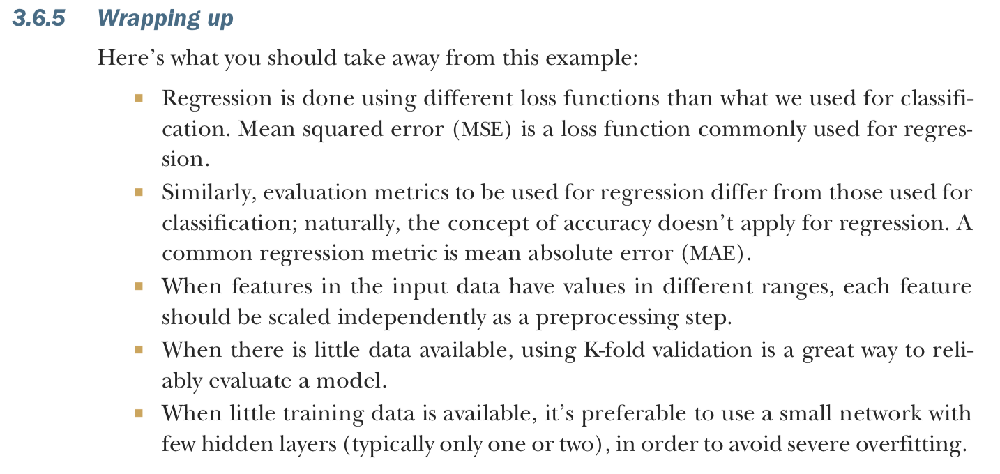 3.6.5 Wrapping up
Here’s what you should take away from this example:
■ Regression is done using different loss functions than what we used for classifi-
cation. Mean squared error (MSE) is a loss function commonly used for regres-
sion.
■ Similarly, evaluation metrics to be used for regression differ from those used for
classification; naturally, the concept of accuracy doesn’t apply for regression. A
common regression metric is mean absolute error (MAE).
■ When features in the input data have values in different ranges, each feature
should be scaled independently as a preprocessing step.
■ When there is little data available, using K-fold validation is a great way to reli-
ably evaluate a model.
■ When little training data is available, it’s preferable to use a small network with
few hidden layers (typically only one or two), in order to avoid severe overfitting.